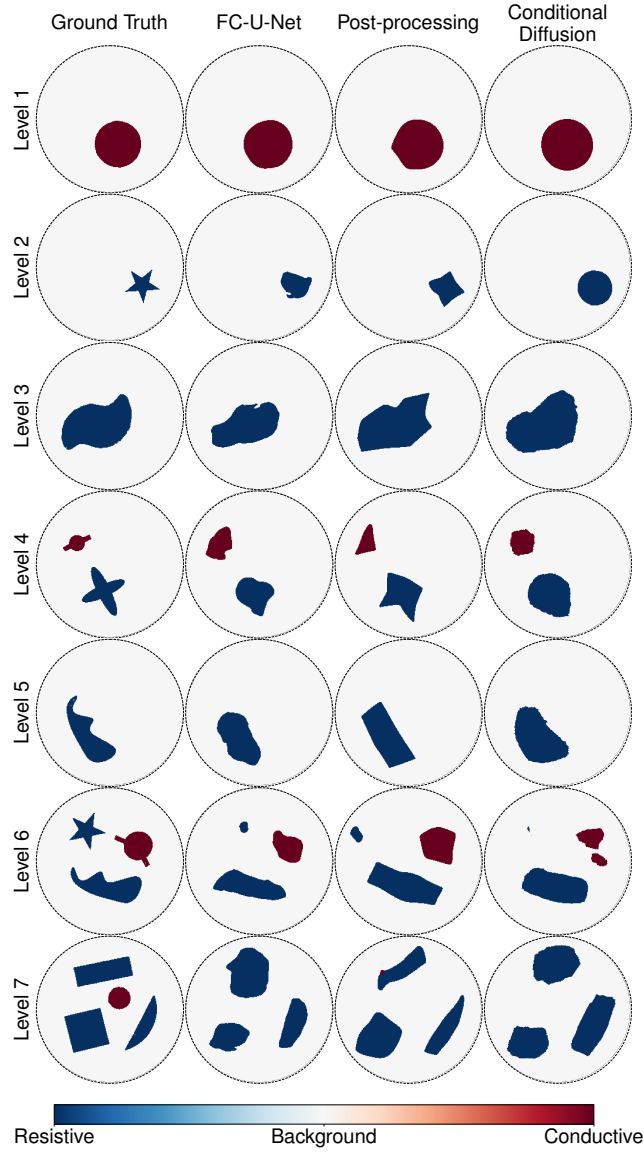 Ground Truth
FC-U-Net
Post-processing
Conditional
Diffusion
Level 1
Level 2
Level 3
Level 4
Level 5
Level 6
Level 7
Resistive
Background
Conductive